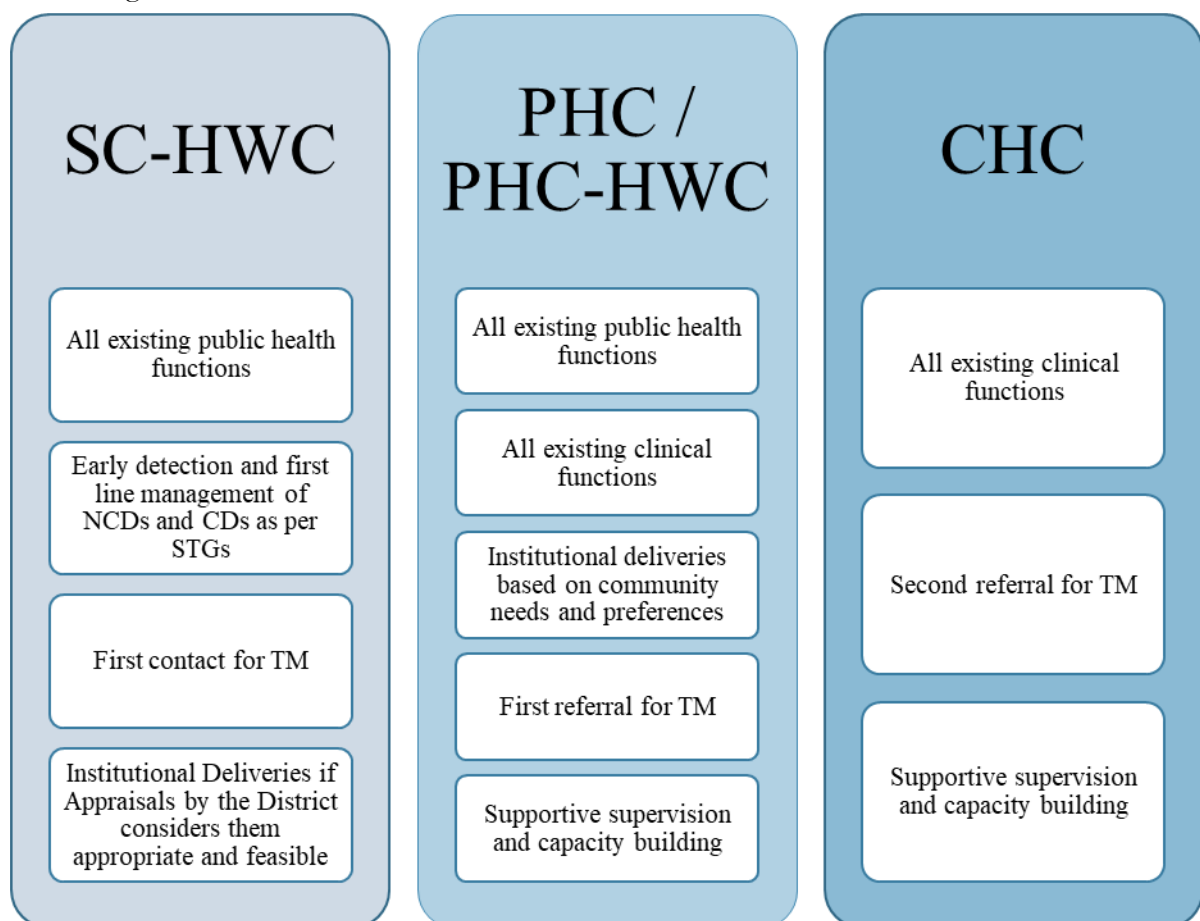 SC-HWC
All existing public health
functions
Early detection and first
line management of
NCDs and CDs as per
STGs
First contact for TM
Institutional Deliveries if
Appraisals by the District
considers them
appropriate and feasible
PHC /
PHC-HWC
All existing public health
functions
All existing clinical
functions
Institutional deliveries
based on community
needs and preferences
First referral for TM
Supportive supervision
and capacity building
CHC
All existing clinical
functions
Second referral for TM
Supportive supervision
and capacity building